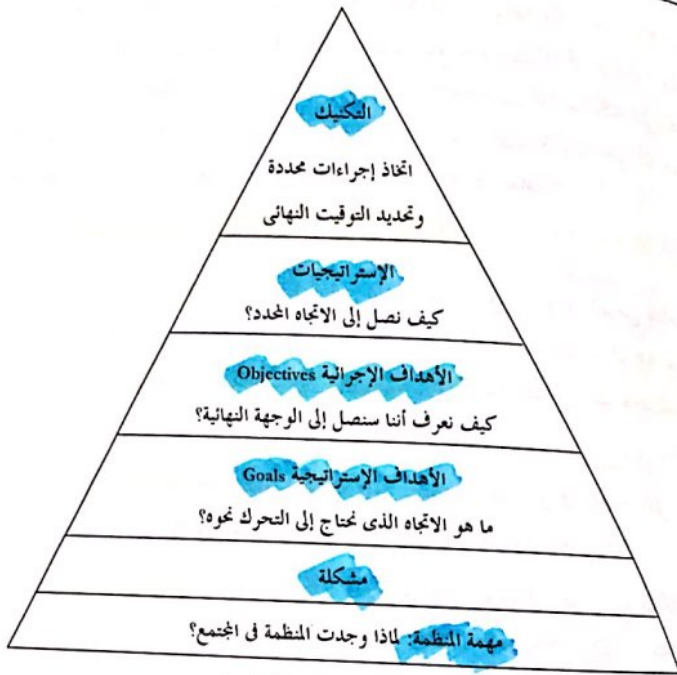 التكنيك
اتخاذ إجراءات محددة
وتحديد التوقيت النهائى
الإستراتيجيات
كيف نصل إلى الاتجاه المحدد؟
الأهداف الإجرائية Objectives
كيف نعرف أننا سنصل إلى الوجهة النهائية؟
الأهداف الإستراتيجية Goals
ما هو الاتجاه الذى نحتاج إلى التحرك نحوه؟
مشكلة
مهمة المنظمة: لماذا وجدت المنظمة فى المجتمع؟